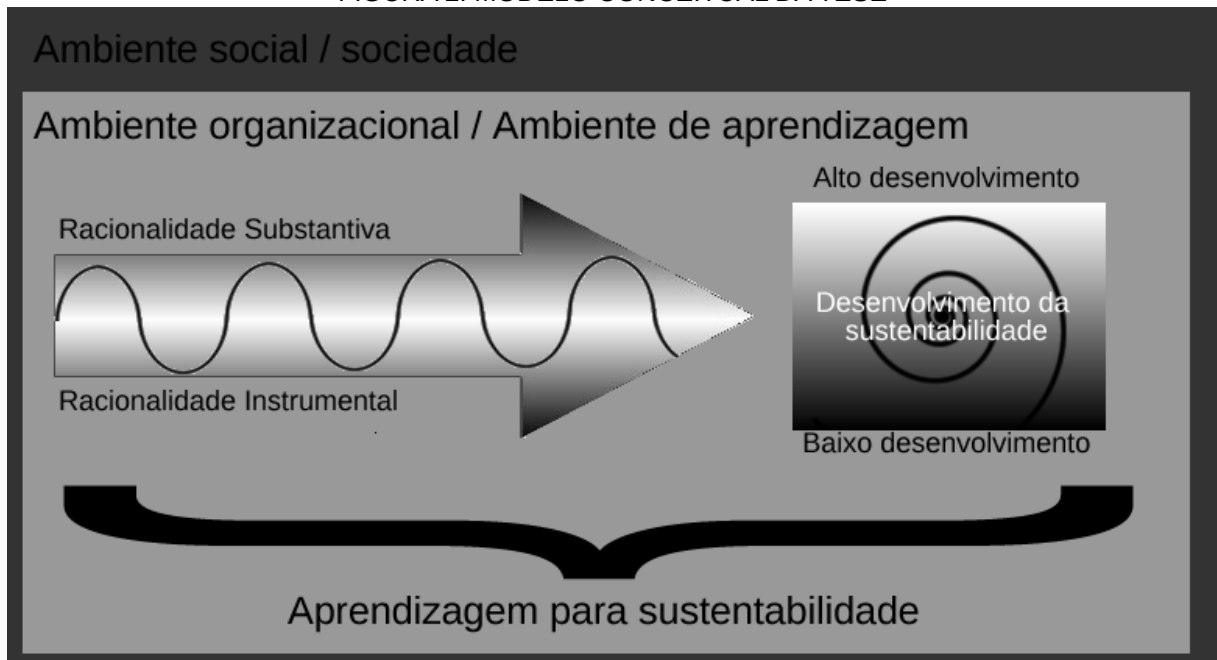 Ambiente social / sociedade
Ambiente organizacional / Ambiente de aprendizagem
Alto desenvolvimento
Racionalidade Substantiva
Desenvolvimento da
sustentabilidade
Racionalidade Instrumental
Baixo desenvolvimento
Aprendizagem para sustentabilidade